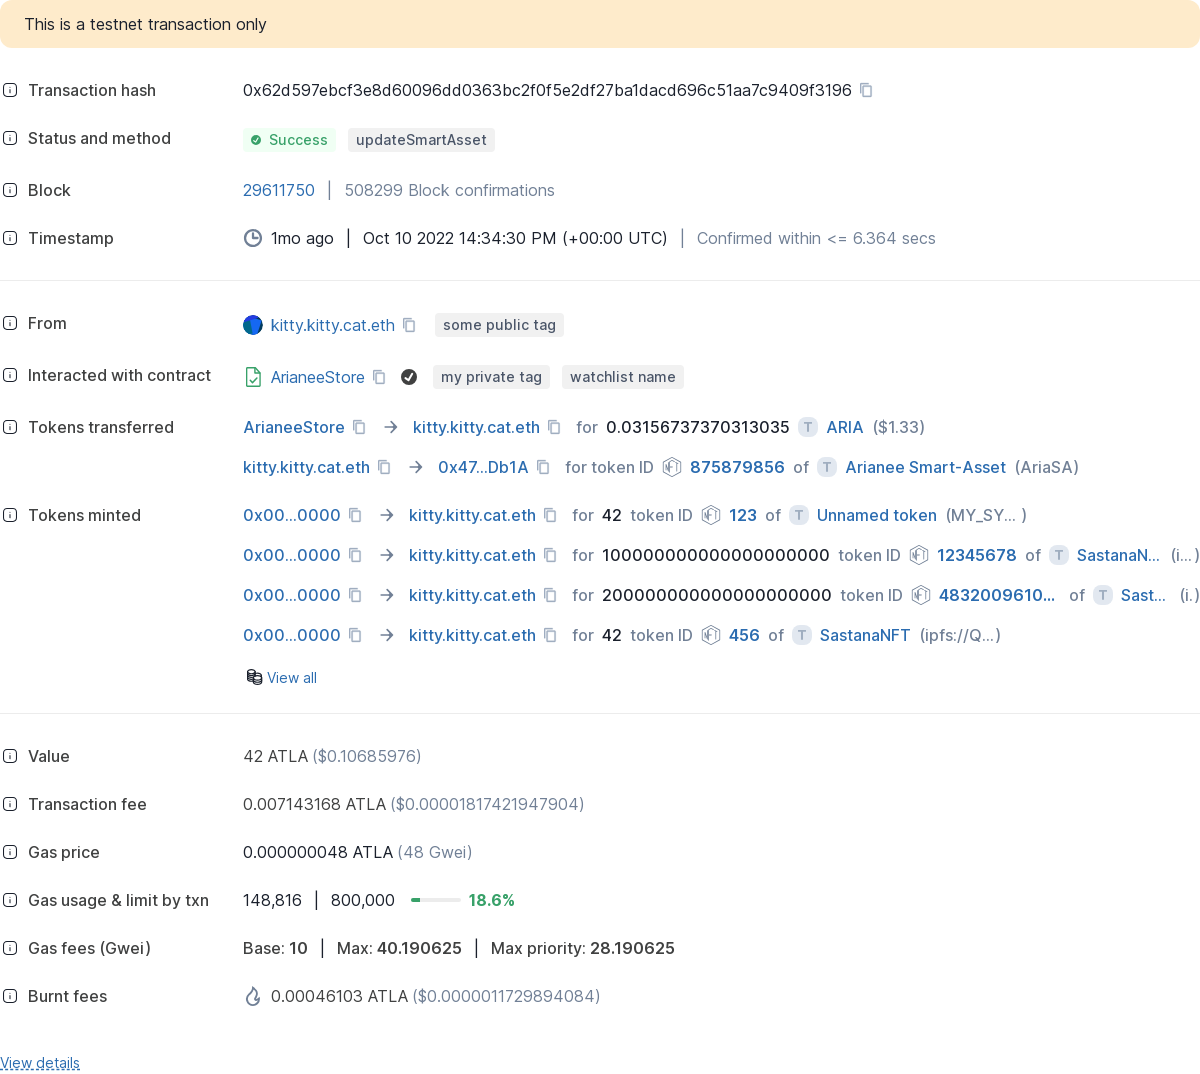 This is a testnet transaction only
Transaction hash 0x62d597ebcf3e8d60096dd0363bc2f0f5e2df27ba1dacd696c51aa7c9409f3196
Status and method Success updateSmartAsset
Block 29611750 | 508299 Block confirmations
Timestamp 1mo ago | Oct 10 2022 14:34:30 PM (+00:00 UTC) | Confirmed within <= 6.364 secs
From kitty.kitty.cat.eth some public tag
Interacted with contract ArianeeStore my private tag watchlist name
Tokens transferred ArianeeStore → kitty.kitty.cat.eth for 0.03156737370313035 T ARIA ($1.33)
kitty.kitty.cat.eth → 0x47...Db1A for token ID NFT 875879856 of T Arianee Smart-Asset (AriaSA)
Tokens minted 0x00...0000 → kitty.kitty.cat.eth for 42 token ID NFT 123 of T Unnamed token (MY_SY... )
0x00...0000 → kitty.kitty.cat.eth for 100000000000000000000 token ID NFT 12345678 of T SastanaN... (i...)
0x00...0000 → kitty.kitty.cat.eth for 200000000000000000000 token ID NFT 4832009610... of T Sast... (i.)
0x00...0000 → kitty.kitty.cat.eth for 42 token ID NFT 456 of T SastanaNFT (ipfs://Q...)
View all
Value 42 ATLA ($0.10685976)
Transaction fee 0.007143168 ATLA ($0.00001817421947904)
Gas price 0.000000048 ATLA (48 Gwei)
Gas usage & limit by txn 148,816 | 800,000 18.6%
Gas fees (Gwei) Base: 10 | Max: 40.190625 | Max priority: 28.190625
Burnt fees 0.00046103 ATLA ($0.0000011729894084)
View details